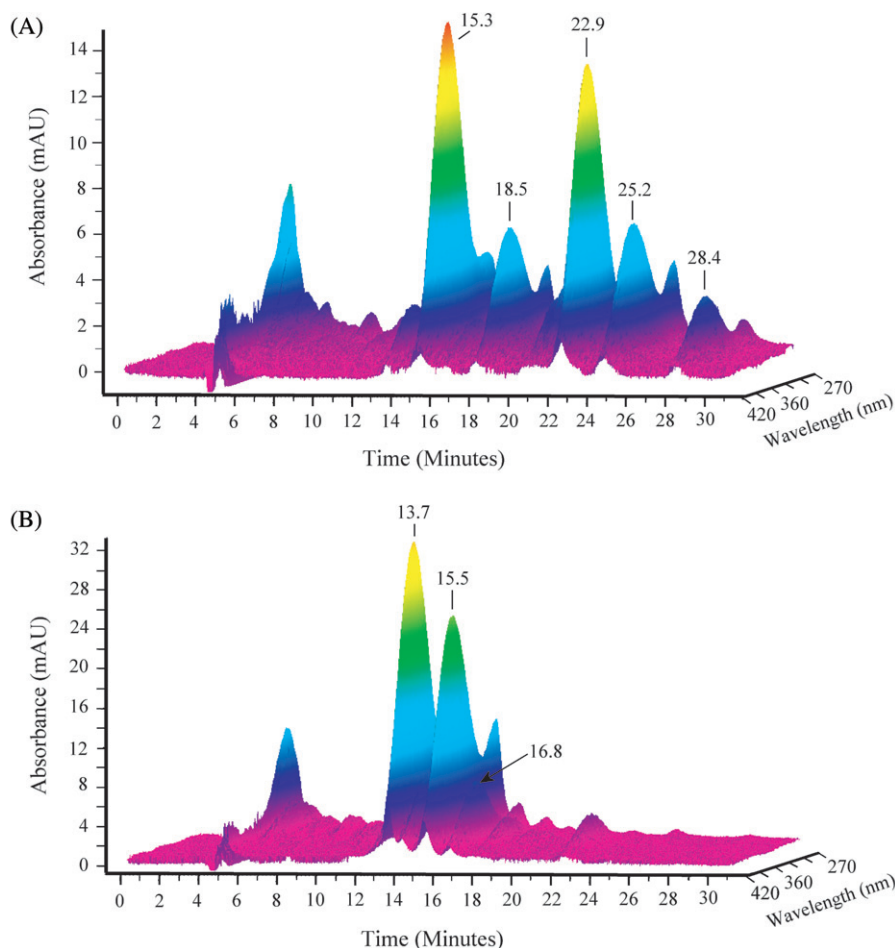 (A)
15.3
22.9
18.5
25.2
28.4
14
12
10
8
6
4
2
0
Absorbance (mAU)
0 2 4 6 8 10 12 14 16 18 20 22 24 26 28 30
420 360 270
Wavelength (nm)
Time (Minutes)
(B)
13.7
15.5
16.8
32
28
24
20
16
12
8
4
0
Absorbance (mAU)
0 2 4 6 8 10 12 14 16 18 20 22 24 26 28 30
420 360 270
Wavelength (nm)
Time (Minutes)